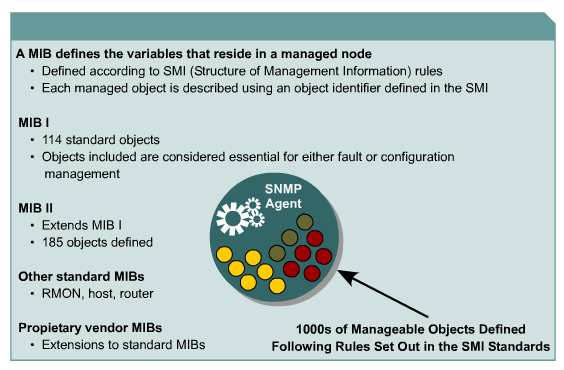 A MIB defines the variables that reside in a managed node
• Defined according to SMI (Structure of Management Information) rules
• Each managed object is described using an object identifier defined in the SMI
MIB I
• 114 standard objects
• Objects included are considered essential for either fault or configuration
management
MIB II
• Extends MIB I
• 185 objects defined
Other standard MIBs
• RMON, host, router
Propietary vendor MIBs
• Extensions to standard MIBs
SNMP
Agent
1000s of Manageable Objects Defined
Following Rules Set Out in the SMI Standards